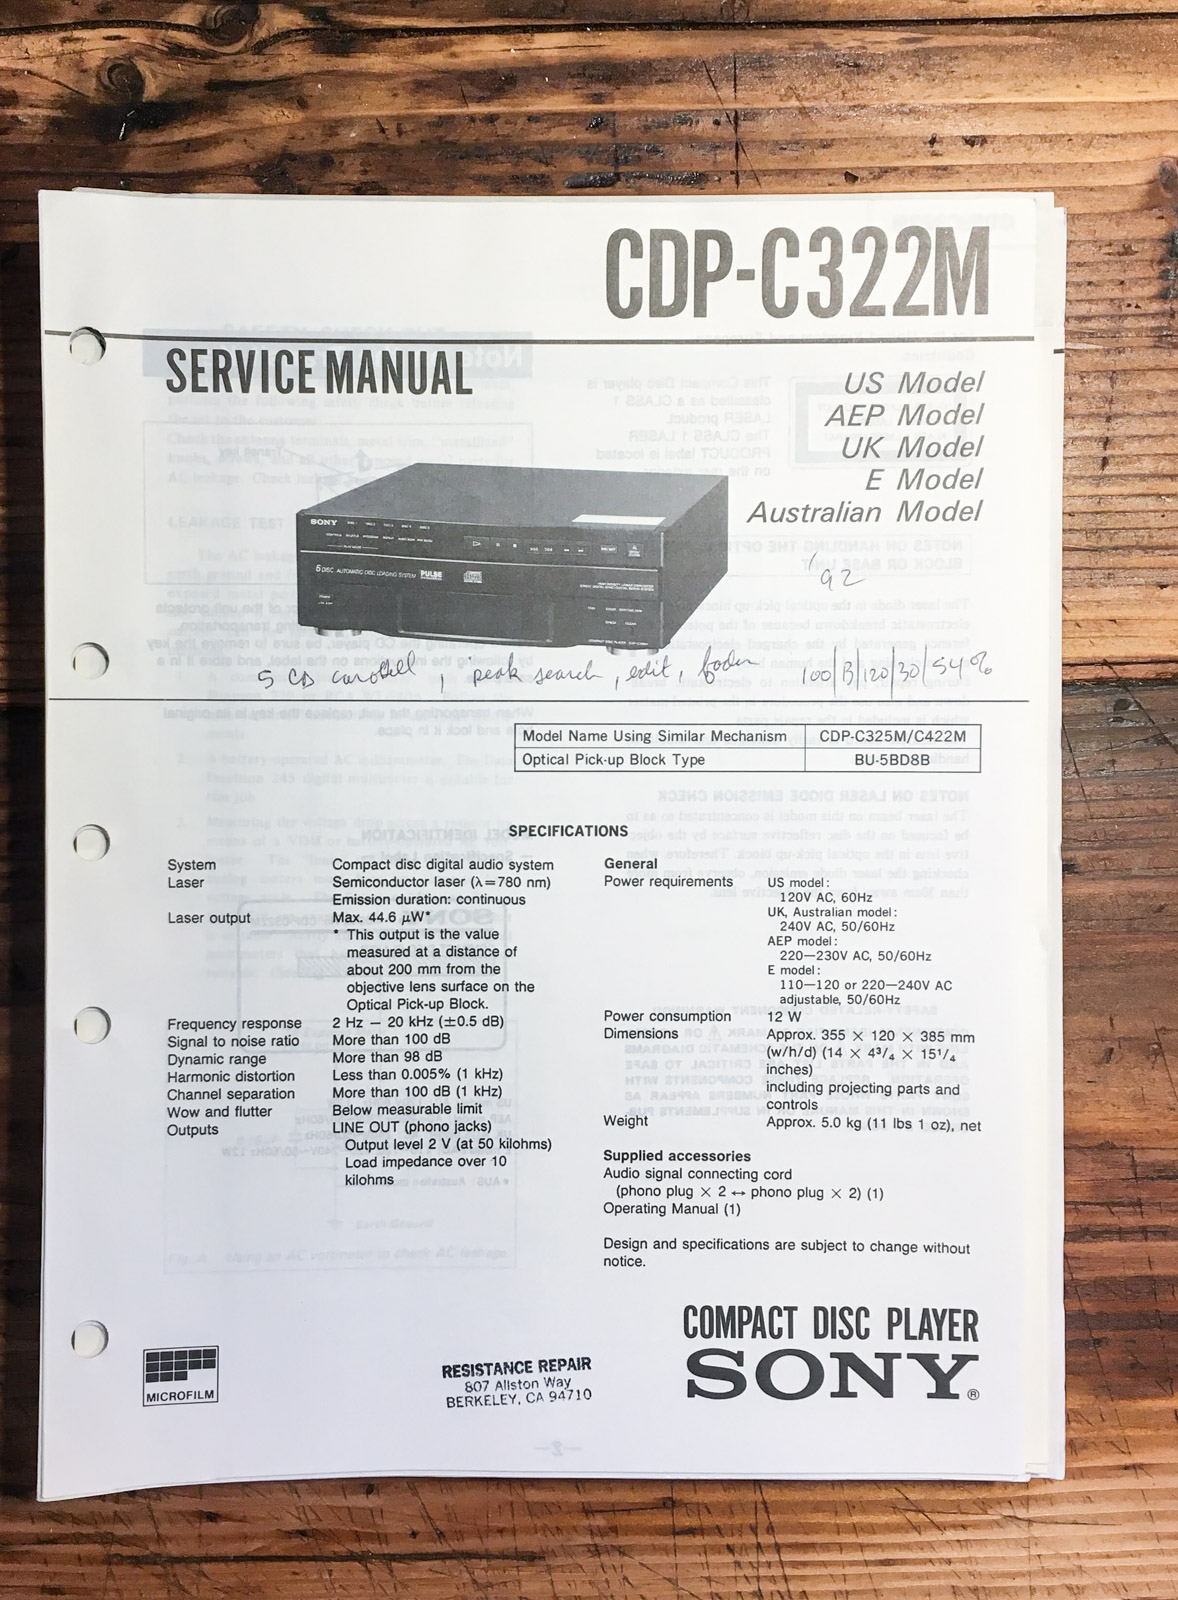 CDP-C322M
SERVICE MANUAL
US Model
AEP Model
UK Model
E Model
Australian Model
'92
SONY
5 DISC AUTOMATIC DISC LOADING SYSTEM PULSE
5 CD carousel, peak search, edit, fader 100/B/120/30/54%
Model Name Using Similar Mechanism CDP-C325M/C422M
Optical Pick-up Block Type BU-5BD8B
SPECIFICATIONS
System Compact disc digital audio system
Laser Semiconductor laser (λ=780 nm)
Emission duration: continuous
Laser output Max. 44.6 μW*
* This output is the value
measured at a distance of
about 200 mm from the
objective lens surface on the
Optical Pick-up Block.
Frequency response 2 Hz — 20 kHz (±0.5 dB)
Signal to noise ratio More than 100 dB
Dynamic range More than 98 dB
Harmonic distortion Less than 0.005% (1 kHz)
Channel separation More than 100 dB (1 kHz)
Wow and flutter Below measurable limit
Outputs LINE OUT (phono jacks)
Output level 2 V (at 50 kilohms)
Load impedance over 10
kilohms
General
Power requirements US model:
120V AC, 60Hz
UK, Australian model:
240V AC, 50/60Hz
AEP model:
220—230V AC, 50/60Hz
E model:
110—120 or 220—240V AC
adjustable, 50/60Hz
Power consumption 12 W
Dimensions Approx. 355 × 120 × 385 mm
(w/h/d) (14 × 4³/₄ × 15¹/₄
inches)
including projecting parts and
controls
Weight Approx. 5.0 kg (11 lbs 1 oz), net
Supplied accessories
Audio signal connecting cord
(phono plug × 2 ↔ phono plug × 2) (1)
Operating Manual (1)
Design and specifications are subject to change without
notice.
MICROFILM
RESISTANCE REPAIR
807 Allston Way
BERKELEY, CA 94710
COMPACT DISC PLAYER
SONY®